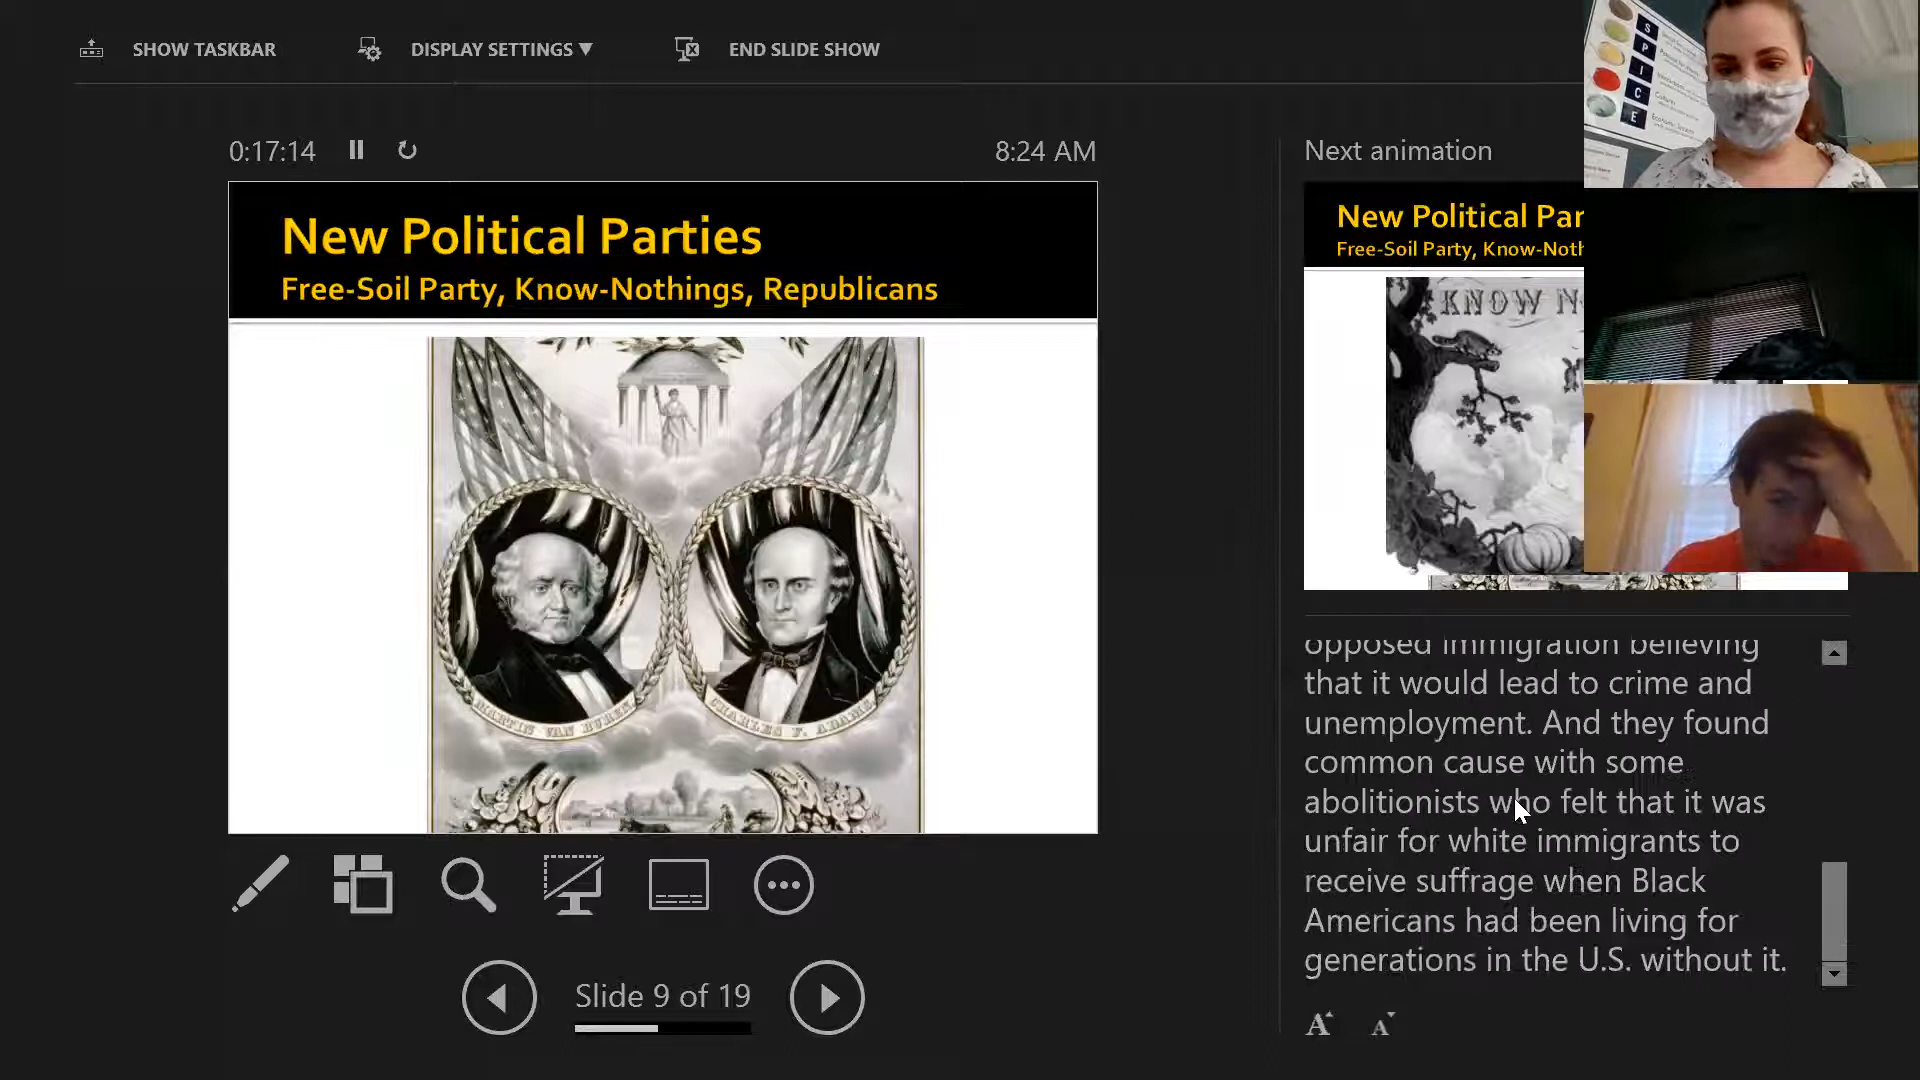 SHOW TASKBAR
DISPLAY SETTINGS ▼
END SLIDE SHOW
0:17:14
8:24 AM
New Political Parties
Free-Soil Party, Know-Nothings, Republicans
MARTIN VAN BUREN.
CHARLES F. ADAMS.
Slide 9 of 19
Next animation
New Political Par
Free-Soil Party, Know-Noth
KNOW N
opposed immigration believing
that it would lead to crime and
unemployment. And they found
common cause with some
abolitionists who felt that it was
unfair for white immigrants to
receive suffrage when Black
Americans had been living for
generations in the U.S. without it.
A A
S
P
I
C
E